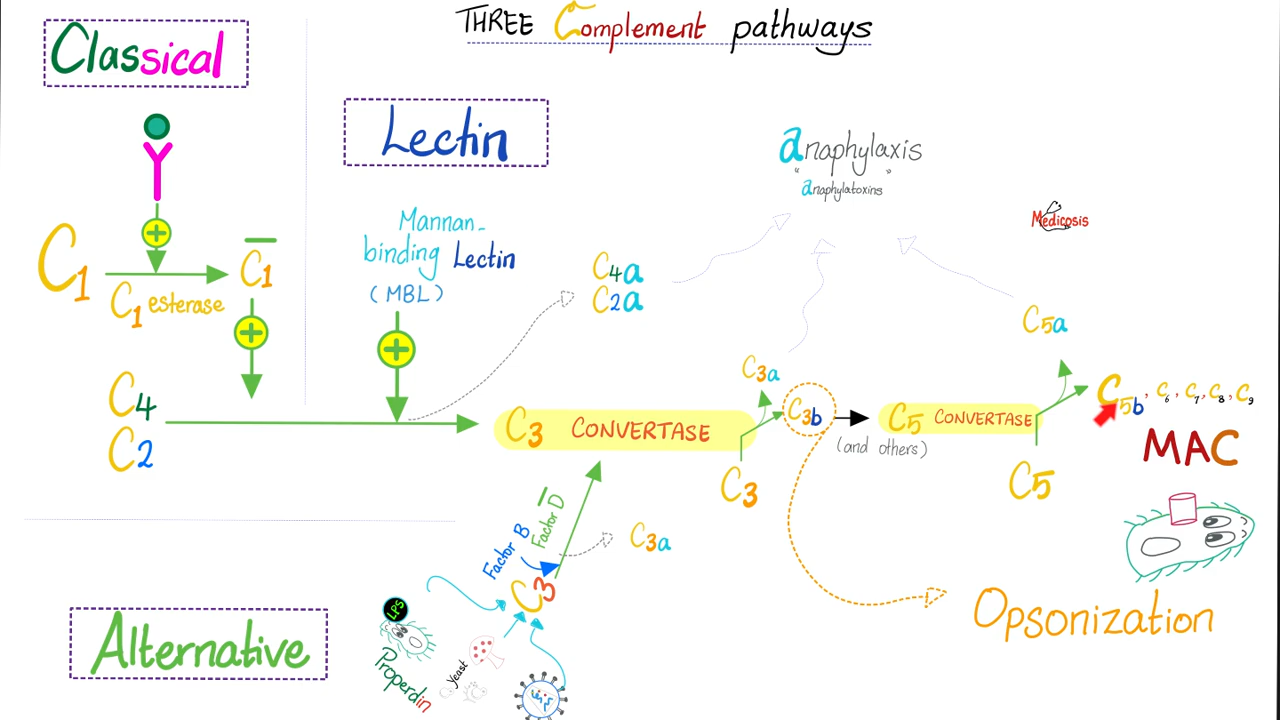 THREE Complement pathways
Classical
Lectin
anaphylaxis
"anaphylatoxins"
Medicosis
Mannan-
binding Lectin
(MBL)
C1
C1 esterase
C1
C4a
C2a
C5a
C3a
C4
C2
C3 CONVERTASE
C3b
(and others)
C5 CONVERTASE
C5b, C6, C7, C8, C9
MAC
C3
C5
Factor B
Factor D
C3a
C3
LPS
Properdin
Yeast
Opsonization
Alternative